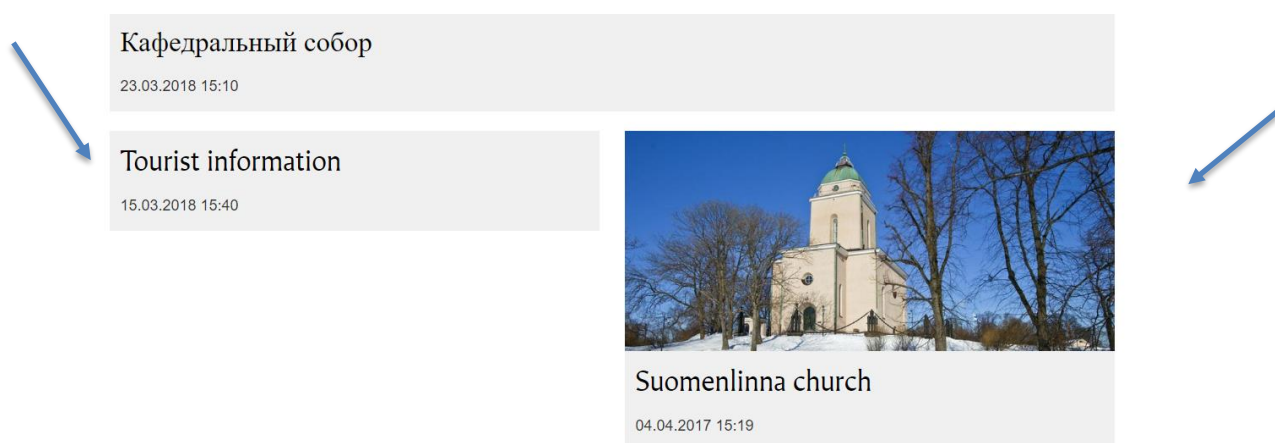 Кафедральный собор
23.03.2018 15:10
Tourist information
15.03.2018 15:40
Suomenlinna church
04.04.2017 15:19